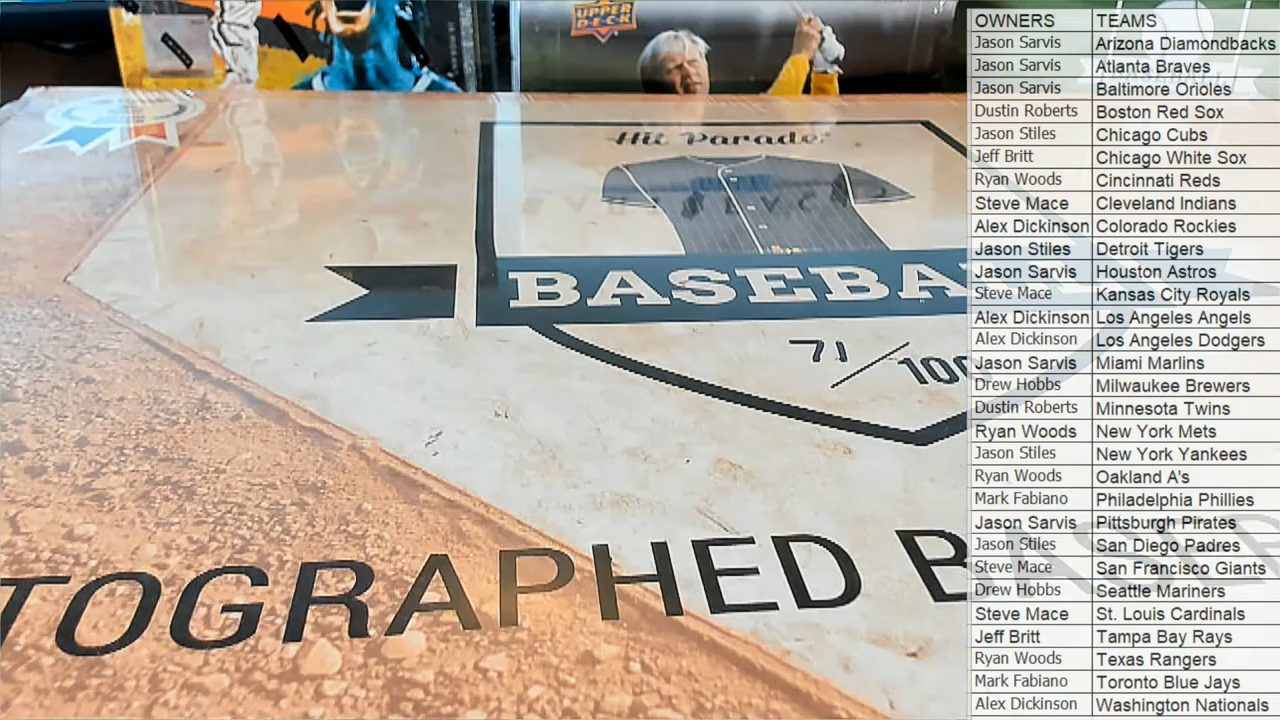 UPPER DECK
Hit Parade
BASEBA
71/100
TOGRAPHED B
OWNERS TEAMS
Jason Sarvis Arizona Diamondbacks
Jason Sarvis Atlanta Braves
Jason Sarvis Baltimore Orioles
Dustin Roberts Boston Red Sox
Jason Stiles Chicago Cubs
Jeff Britt Chicago White Sox
Ryan Woods Cincinnati Reds
Steve Mace Cleveland Indians
Alex Dickinson Colorado Rockies
Jason Stiles Detroit Tigers
Jason Sarvis Houston Astros
Steve Mace Kansas City Royals
Alex Dickinson Los Angeles Angels
Alex Dickinson Los Angeles Dodgers
Jason Sarvis Miami Marlins
Drew Hobbs Milwaukee Brewers
Dustin Roberts Minnesota Twins
Ryan Woods New York Mets
Jason Stiles New York Yankees
Ryan Woods Oakland A's
Mark Fabiano Philadelphia Phillies
Jason Sarvis Pittsburgh Pirates
Jason Stiles San Diego Padres
Steve Mace San Francisco Giants
Drew Hobbs Seattle Mariners
Steve Mace St. Louis Cardinals
Jeff Britt Tampa Bay Rays
Ryan Woods Texas Rangers
Mark Fabiano Toronto Blue Jays
Alex Dickinson Washington Nationals